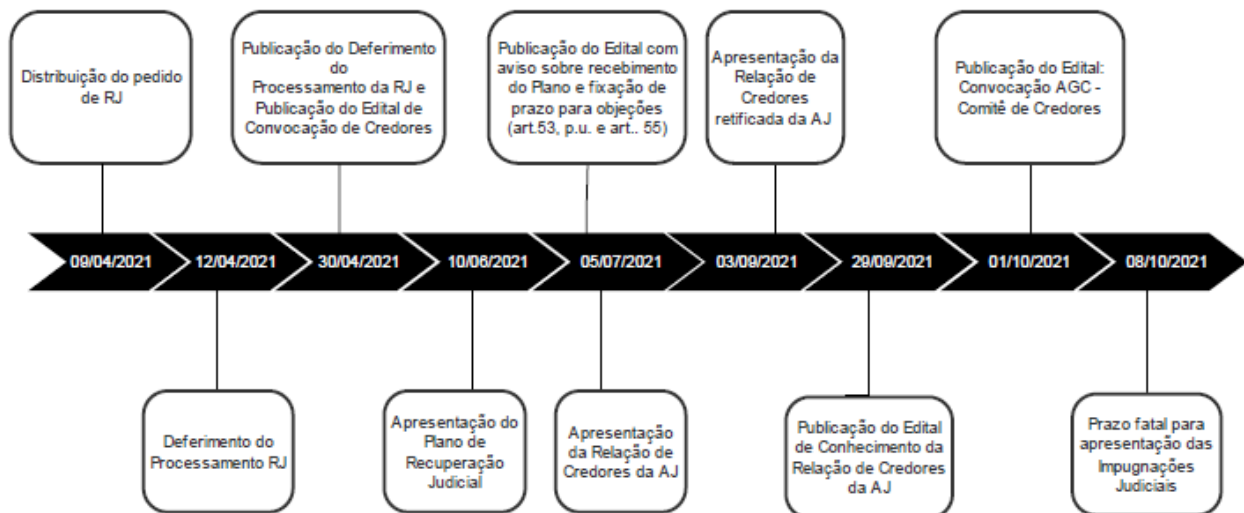 Distribuição do pedido
de RJ
Publicação do Deferimento
do
Processamento da RJ e
Publicação do Edital de
Convocação de Credores
Publicação do Edital com
aviso sobre recebimento
do Plano e fixação de
prazo para objeções
(art.53, p.u. e art.. 55)
Apresentação da
Relação de
Credores
retificada da AJ
Publicação do Edital:
Convocação AGC -
Comitê de Credores
09/04/2021
12/04/2021
30/04/2021
10/06/2021
05/07/2021
03/09/2021
29/09/2021
01/10/2021
08/10/2021
Deferimento do
Processamento RJ
Apresentação do
Plano de
Recuperação
Judicial
Apresentação
da Relação de
Credores da AJ
Publicação do Edital
de Conhecimento da
Relação de Credores
da AJ
Prazo fatal para
apresentação das
Impugnações
Judiciais